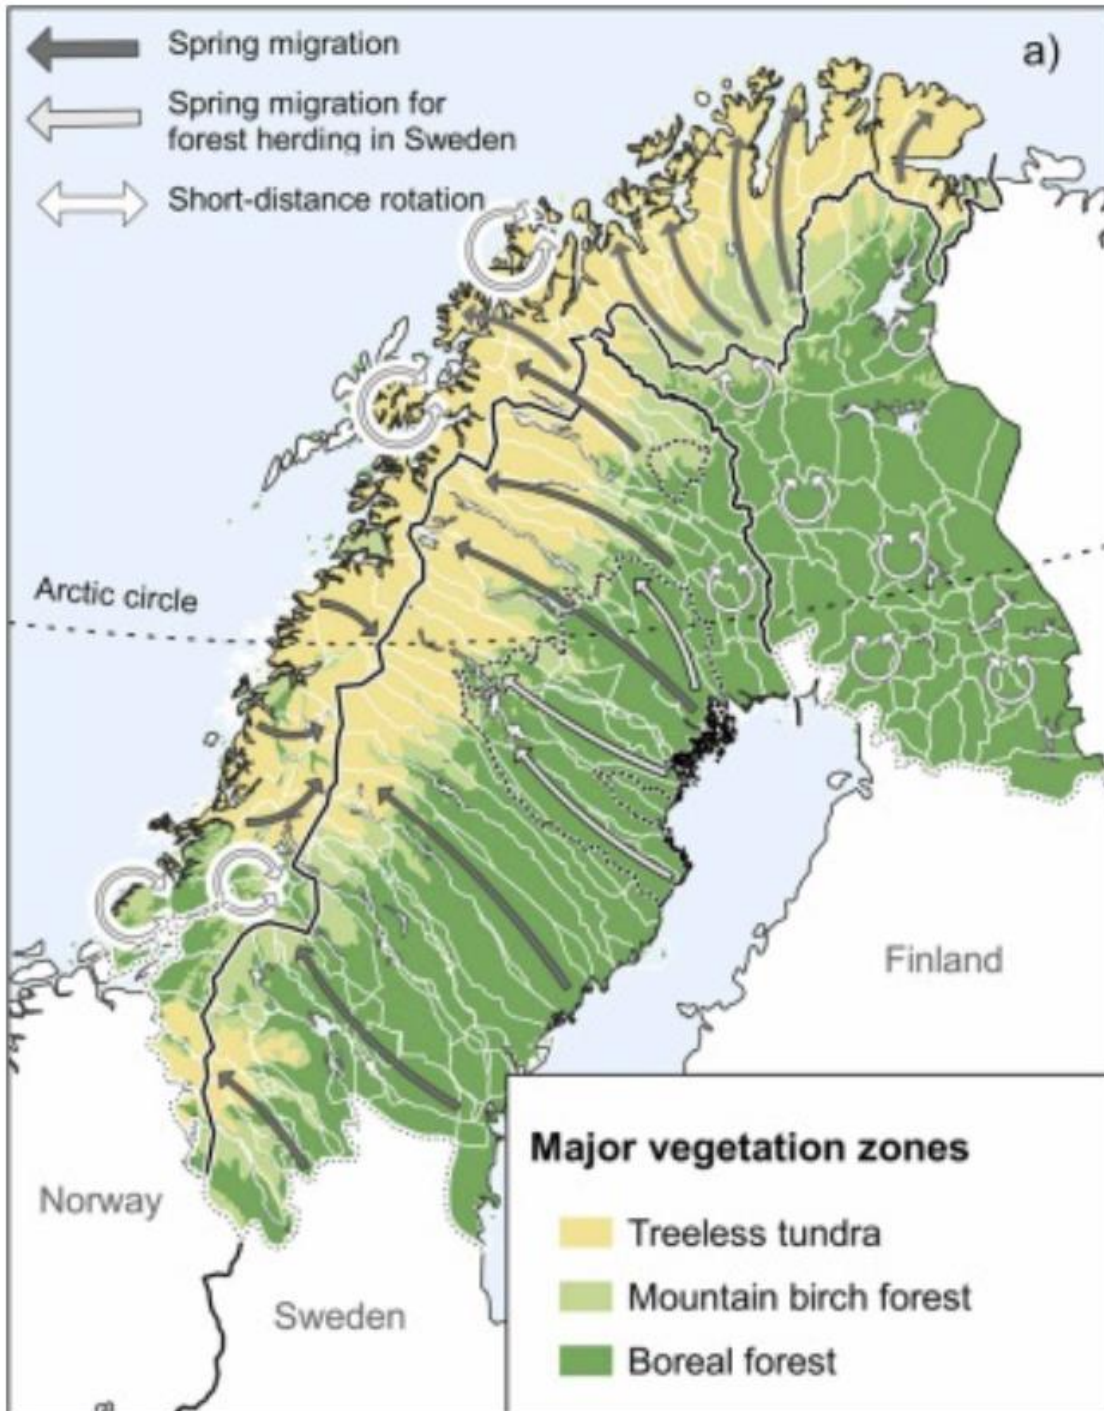 Spring migration
a)
Spring migration for
forest herding in Sweden
Short-distance rotation
Arctic circle
Finland
Major vegetation zones
Norway
Treeless tundra
Mountain birch forest
Sweden
Boreal forest